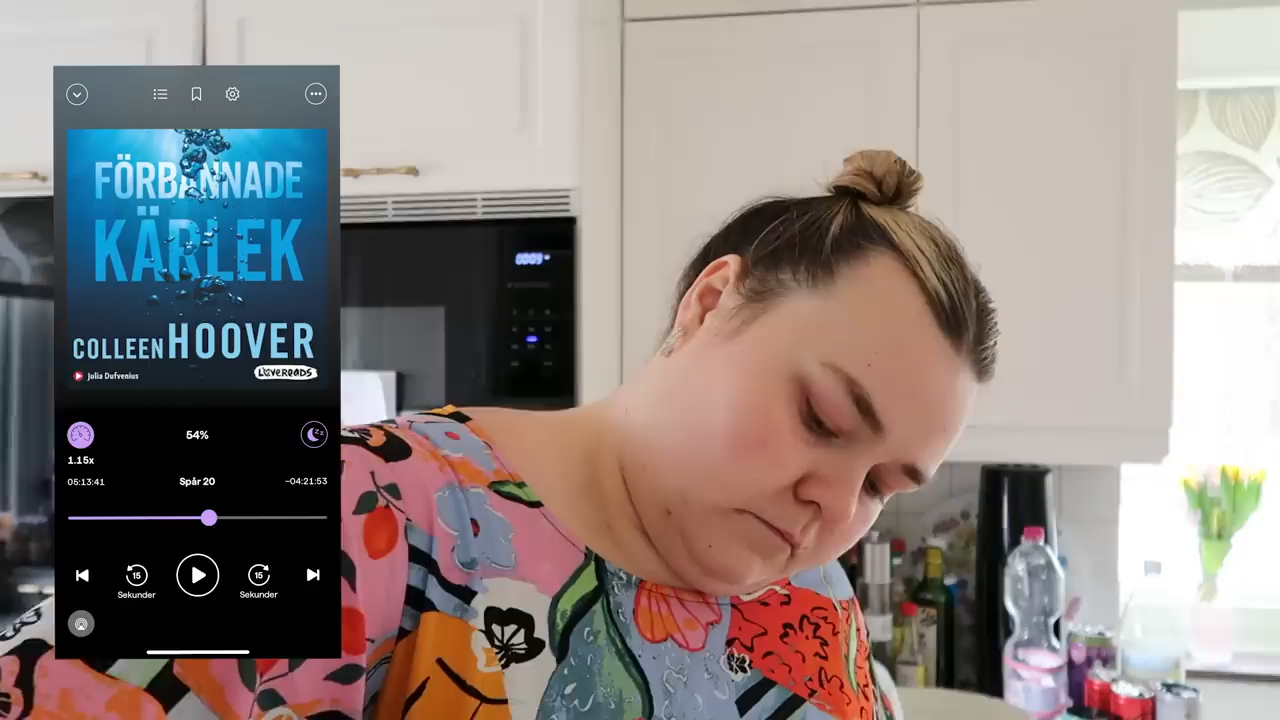 FÖRBANNADE
KÄRLEK
COLLEEN HOOVER
Julia Dufvenius
LOVEREADS
54%
1.15x
05:13:41
Spår 20
−04:21:53
15
15
Sekunder
Sekunder